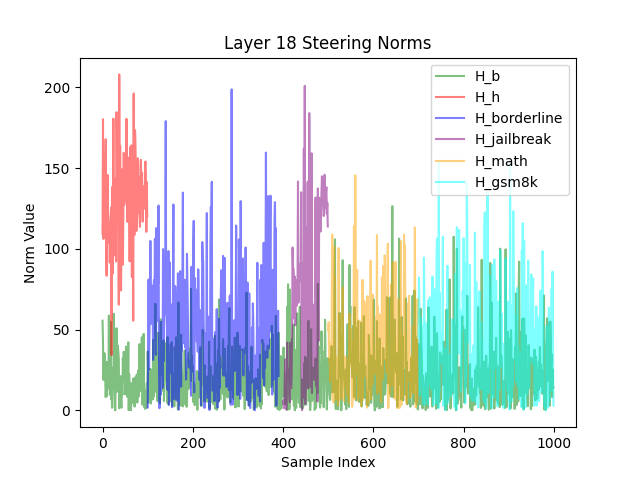 Layer 18 Steering Norms
Norm Value
200
150
100
50
0
H_b
H_h
H_borderline
H_jailbreak
H_math
H_gsm8k
0 200 400 600 800 1000
Sample Index